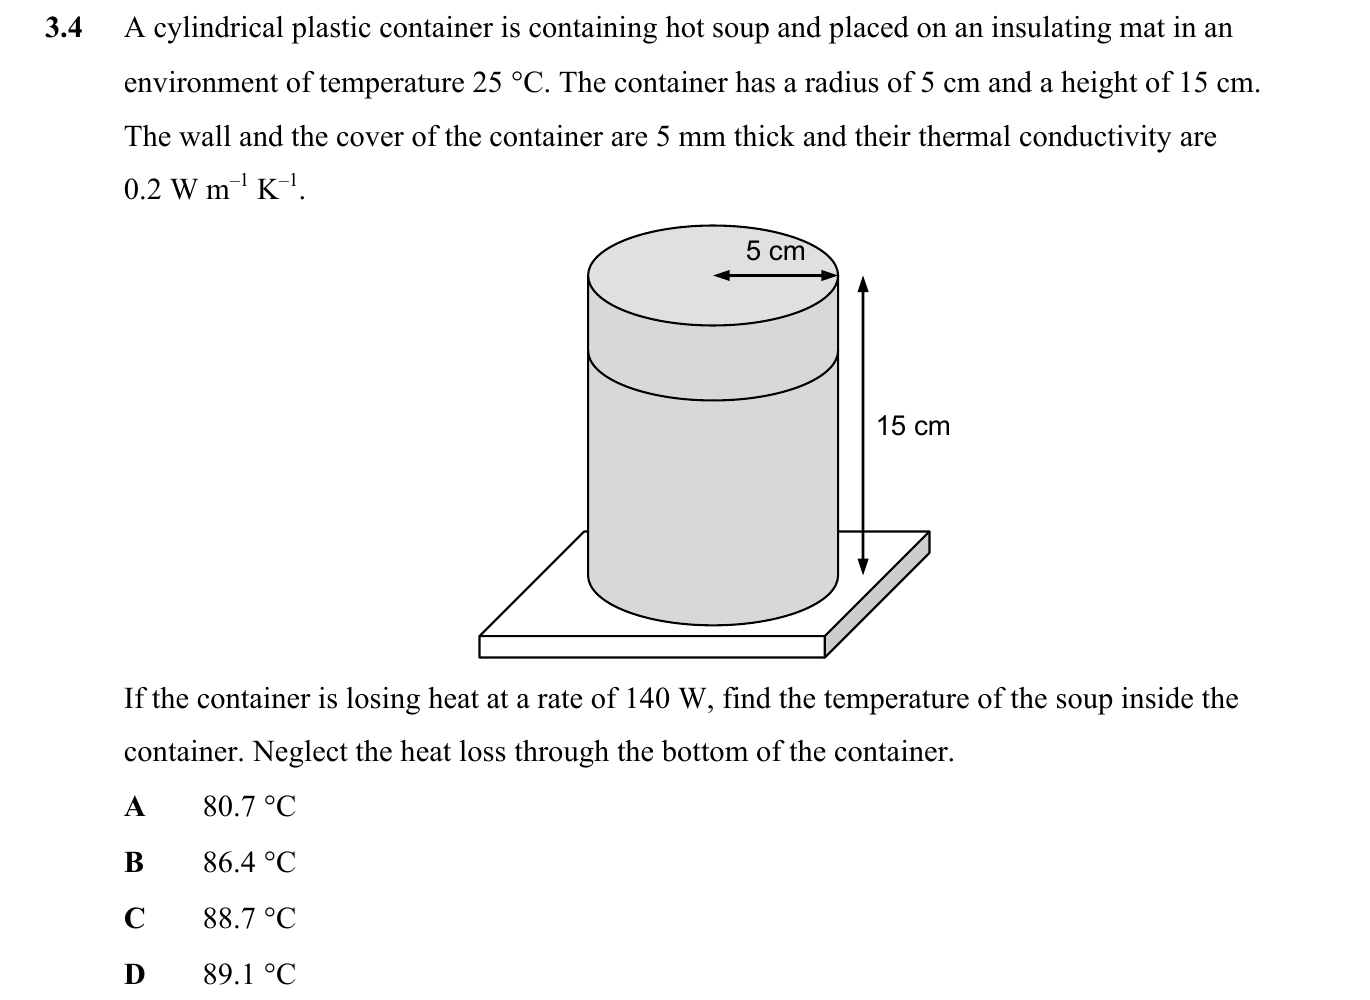 3.4 A cylindrical plastic container is containing hot soup and placed on an insulating mat in an
environment of temperature 25 °C. The container has a radius of 5 cm and a height of 15 cm.
The wall and the cover of the container are 5 mm thick and their thermal conductivity are
0.2 W m⁻¹ K⁻¹.
5 cm
15 cm
If the container is losing heat at a rate of 140 W, find the temperature of the soup inside the
container. Neglect the heat loss through the bottom of the container.
A 80.7 °C
B 86.4 °C
C 88.7 °C
D 89.1 °C